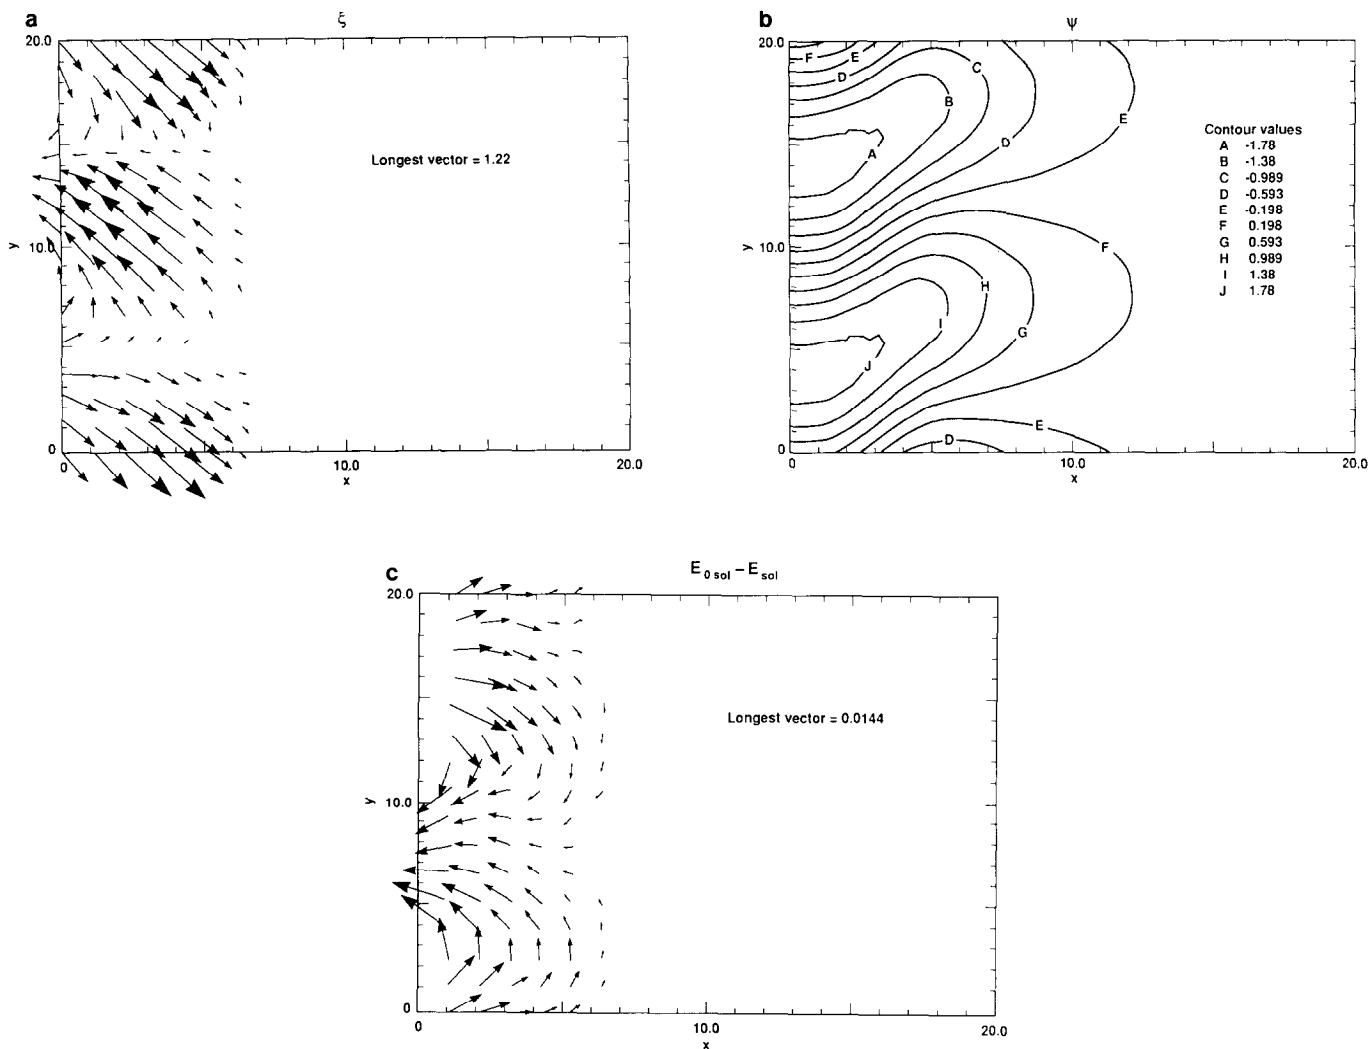 a
ξ
20.0
Longest vector = 1.22
y
10.0
0
0
10.0
20.0
x
b
ψ
20.0
F
E
D
C
B
A
D
E
y
10.0
F
H
I
G
J
E
D
0
0
10.0
20.0
x
Contour values
A -1.78
B -1.38
C -0.989
D -0.593
E -0.198
F 0.198
G 0.593
H 0.989
I 1.38
J 1.78
c
E 0 sol – E sol
20.0
Longest vector = 0.0144
y
10.0
0
0
10.0
20.0
x